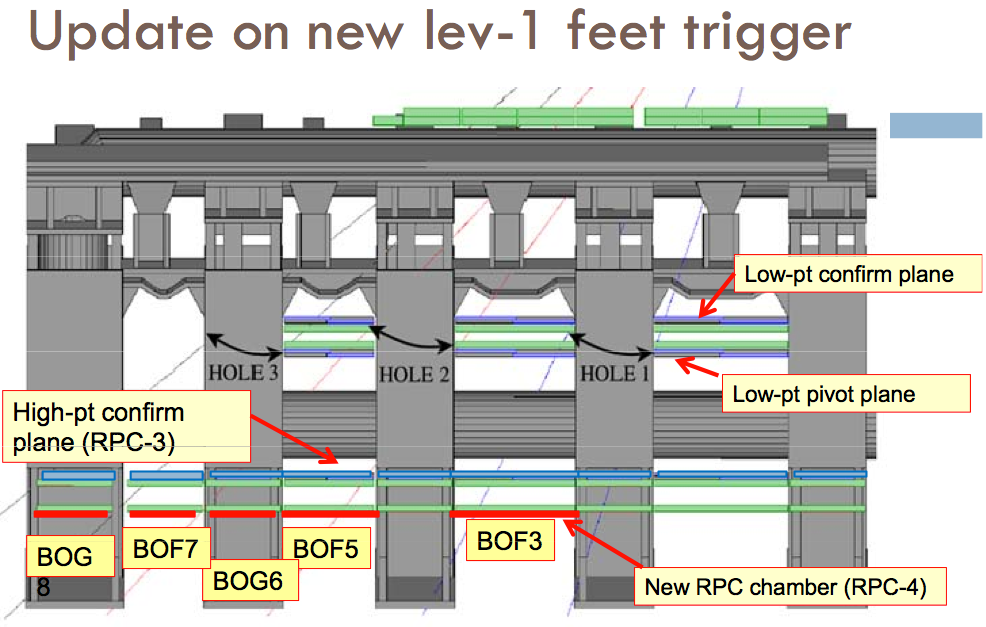 Update on new lev-1 feet trigger
Low-pt confirm plane
HOLE 3
HOLE 2
HOLE 1
Low-pt pivot plane
High-pt confirm
plane (RPC-3)
BOG
8
BOF7
BOG6
BOF5
BOF3
New RPC chamber (RPC-4)